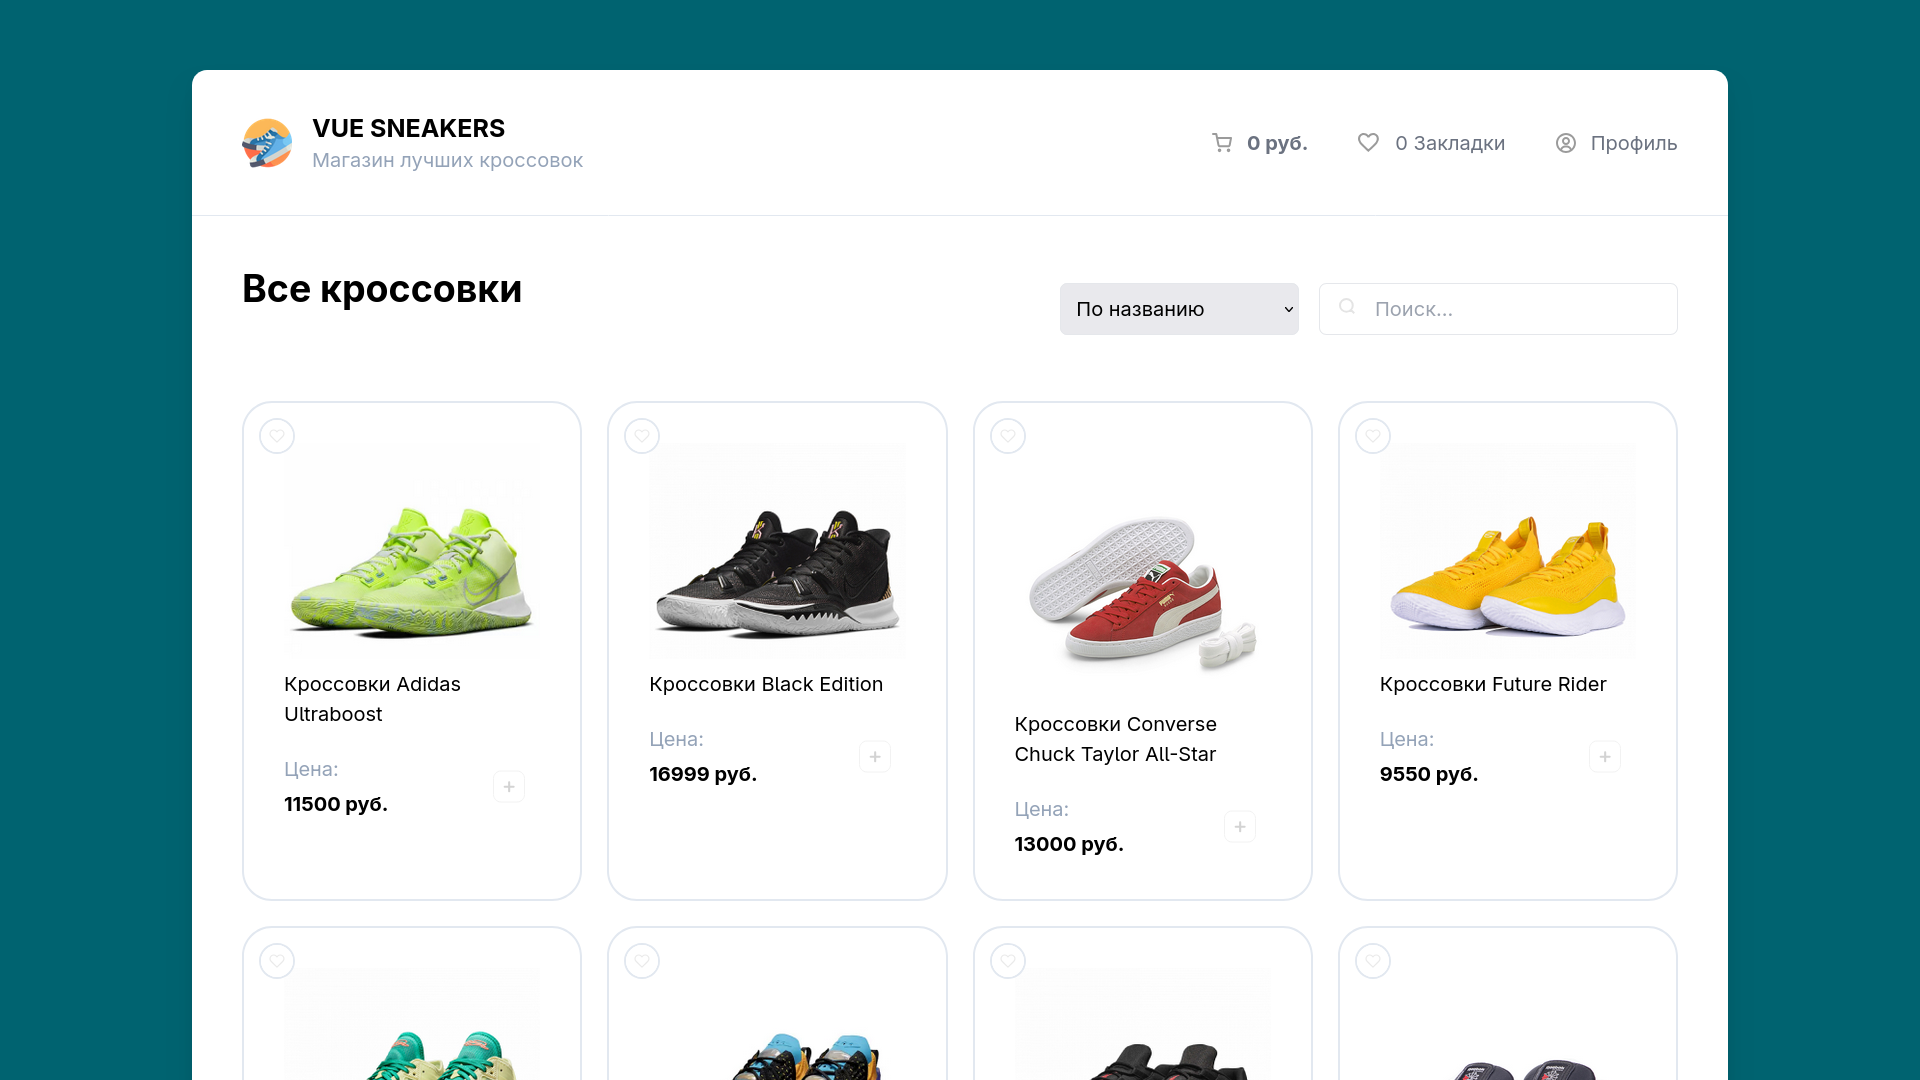 VUE SNEAKERS
Магазин лучших кроссовок
0 руб.
0 Закладки
Профиль
Все кроссовки
По названию
Поиск...
Кроссовки Adidas
Ultraboost
Цена:
11500 руб.
Кроссовки Black Edition
Цена:
16999 руб.
Кроссовки Converse
Chuck Taylor All-Star
Цена:
13000 руб.
Кроссовки Future Rider
Цена:
9550 руб.